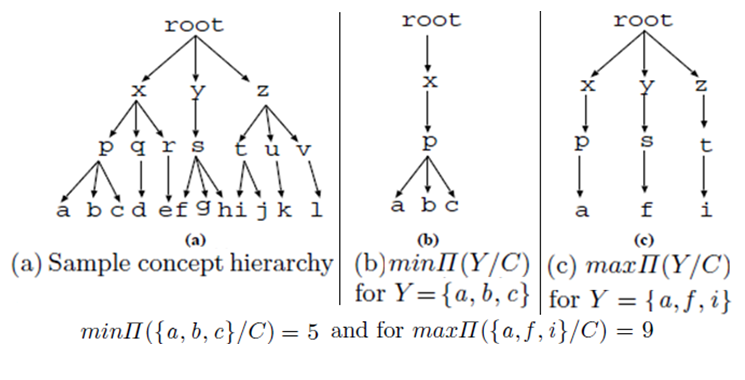 root
x y z
p q r s t u v
a b c d e f g h i j k l
(a)
(a) Sample concept hierarchy
root
x
p
a b c
(b)
(b)minΠ(Y/C)
for Y={a, b, c}
root
x y z
p s t
a f i
(c)
(c) maxΠ(Y/C)
for Y = {a, f, i}
minΠ({a, b, c}/C) = 5 and for maxΠ({a, f, i}/C) = 9